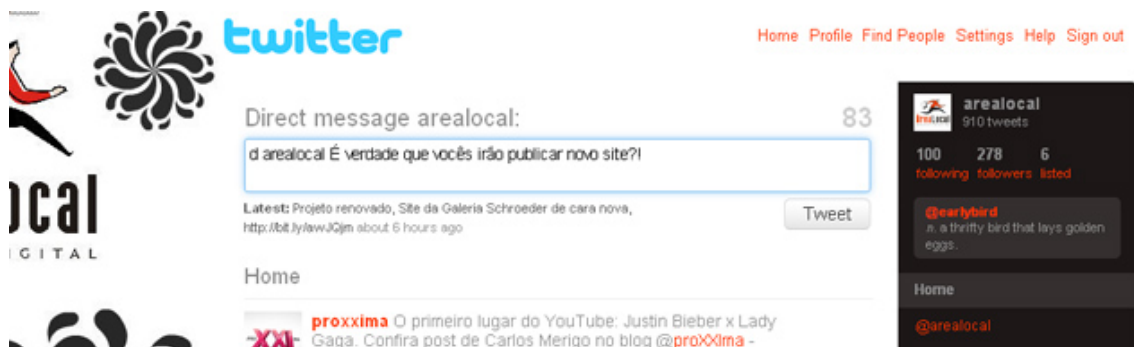 twitter
Home Profile Find People Settings Help Sign out
Direct message arealocal:
83
d arealocal É verdade que vocês irão publicar novo site?!
Latest: Projeto renovado, Site da Galeria Schroeder de cara nova,
http://bit.ly/awJQjm about 6 hours ago
Tweet
Home
proxxima O primeiro lugar do YouTube: Justin Bieber x Lady
Gaga. Confira post de Carlos Merigo no blog @proXXIma -
ocal
IGITAL
arealocal
910 tweets
100 278 6
following followers listed
@earlybird
n. a thrifty bird that lays golden
eggs.
Home
@arealocal